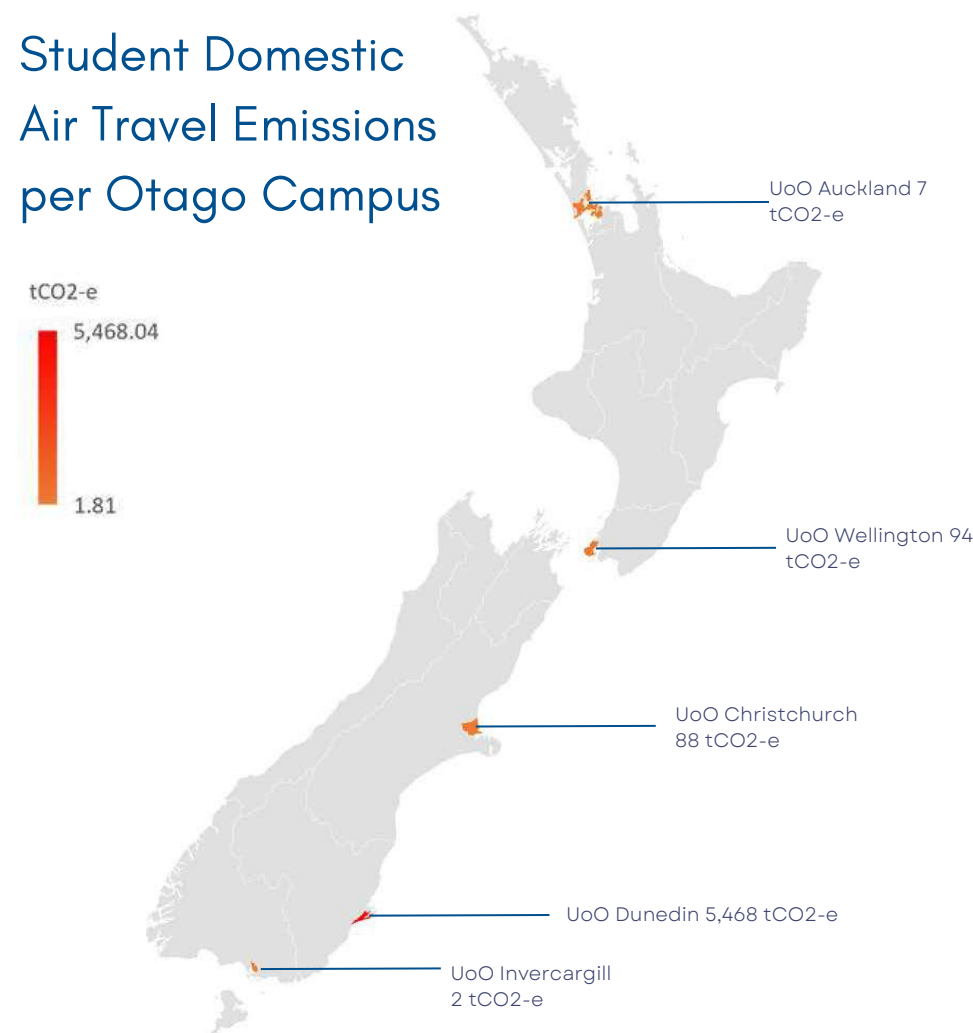 Student Domestic
Air Travel Emissions
per Otago Campus
tCO2-e
5,468.04
1.81
UoO Auckland 7
tCO2-e
UoO Wellington 94
tCO2-e
UoO Christchurch
88 tCO2-e
UoO Dunedin 5,468 tCO2-e
UoO Invercargill
2 tCO2-e